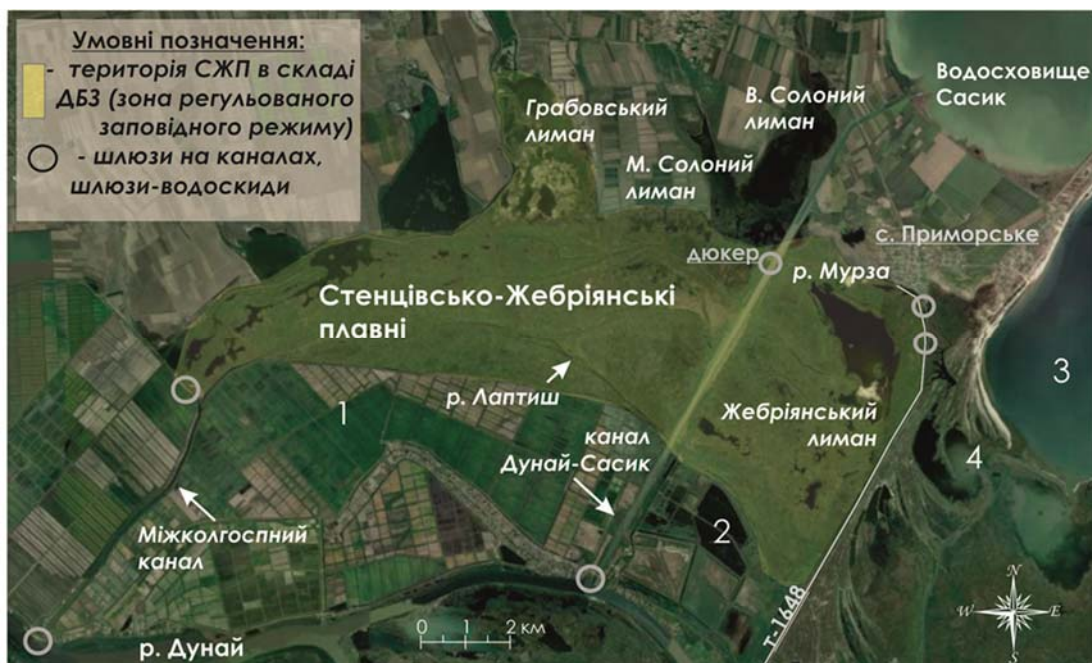 Умовні позначення:
- територія СЖП в складі
ДБЗ (зона регульованого
заповідного режиму)
- шлюзи на каналах,
шлюзи-водоскиди
Грабовський
лиман
М. Солоний
лиман
В. Солоний
лиман
Водосховище
Сасик
с. Приморське
дюкер
р. Мурза
Стенцівсько-Жебріянські
плавні
р. Лаптиш
1
3
Жебріянський
лиман
канал
Дунай-Сасик
4
2
Міжколгоспний
канал
т-1648
N
W
E
S
0 1 2 км
р. Дунай